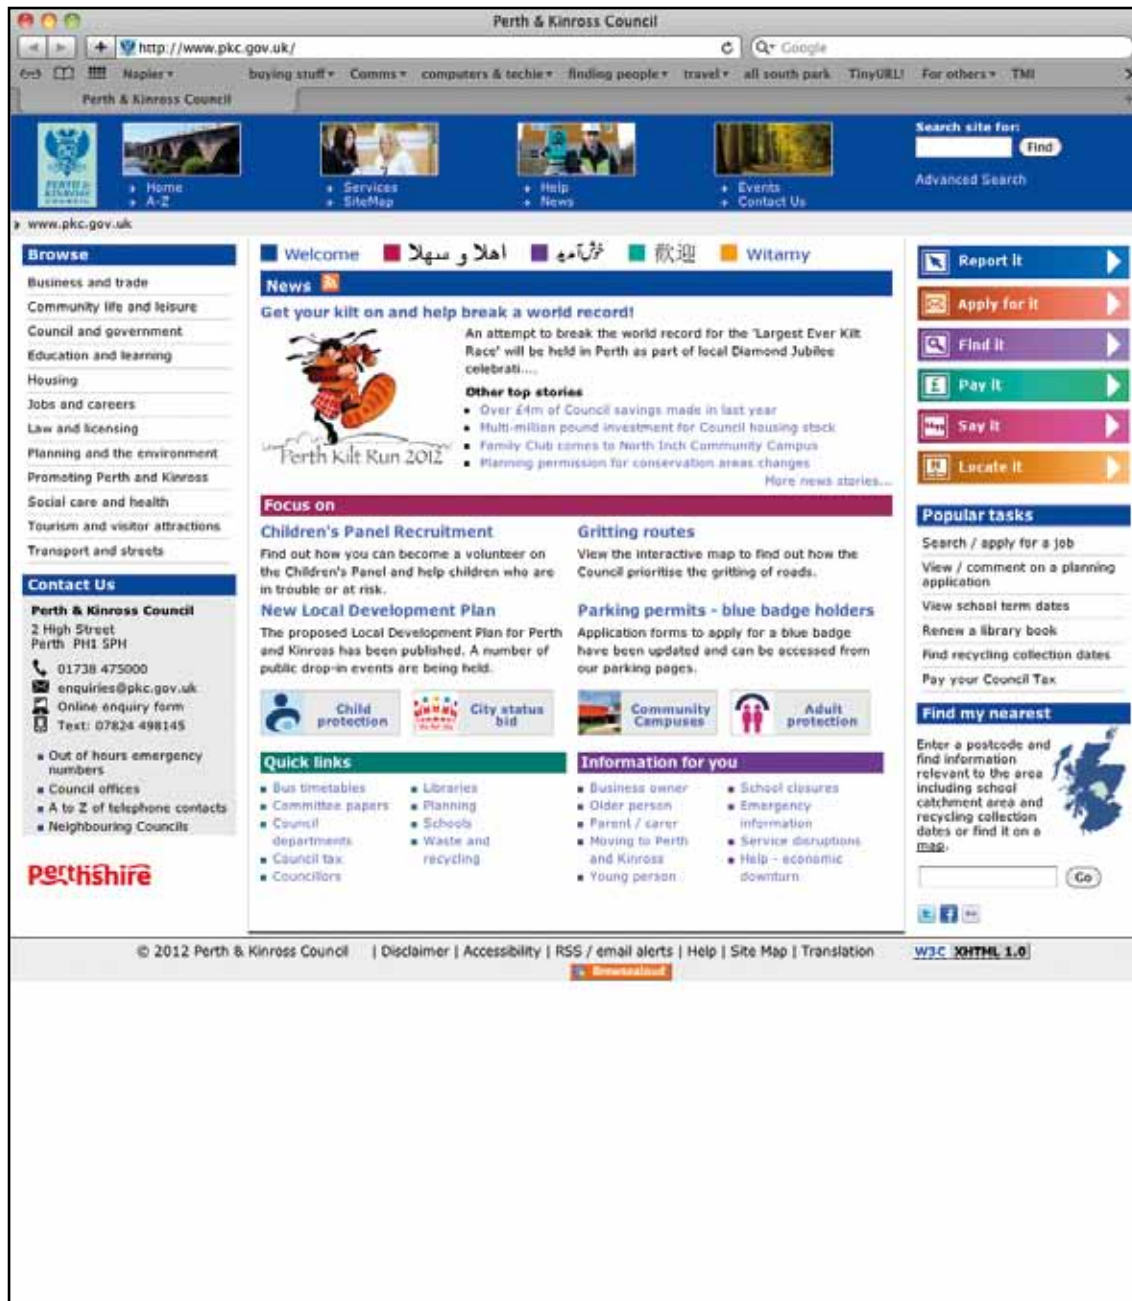 Perth & Kinross Council
http://www.pkc.gov.uk/
Google
Napier
buying stuff
Comms
computers & techie
finding people
travel
all south park
TinyURL!
For others
TMI
Perth & Kinross Council
PERTH & KINROSS COUNCIL
Home
A-Z
Services
SiteMap
Help
News
Events
Contact Us
Search site for:
Find
Advanced Search
www.pkc.gov.uk
Browse
Business and trade
Community life and leisure
Council and government
Education and learning
Housing
Jobs and careers
Law and licensing
Planning and the environment
Promoting Perth and Kinross
Social care and health
Tourism and visitor attractions
Transport and streets
Contact Us
Perth & Kinross Council
2 High Street
Perth PH1 5PH
01738 475000
enquiries@pkc.gov.uk
Online enquiry form
Text: 07824 498145
Out of hours emergency
numbers
Council offices
A to Z of telephone contacts
Neighbouring Councils
Perthshire
Welcome
اهلا و سهلا
خوش آمدید
歡迎
Witamy
News
Get your kilt on and help break a world record!
An attempt to break the world record for the 'Largest Ever Kilt
Race' will be held in Perth as part of local Diamond Jubilee
celebrati....
Perth Kilt Run 2012
Other top stories
Over £4m of Council savings made in last year
Multi-million pound investment for Council housing stock
Family Club comes to North Inch Community Campus
Planning permission for conservation areas changes
More news stories...
Focus on
Children's Panel Recruitment
Find out how you can become a volunteer on
the Children's Panel and help children who are
in trouble or at risk.
Gritting routes
View the interactive map to find out how the
Council prioritise the gritting of roads.
New Local Development Plan
The proposed Local Development Plan for Perth
and Kinross has been published. A number of
public drop-in events are being held.
Parking permits - blue badge holders
Application forms to apply for a blue badge
have been updated and can be accessed from
our parking pages.
Child
protection
City status
bid
Community
Campuses
Adult
protection
Quick links
Bus timetables
Committee papers
Council
departments
Council tax
Councillors
Libraries
Planning
Schools
Waste and
recycling
Information for you
Business owner
Older person
Parent / carer
Moving to Perth
and Kinross
Young person
School closures
Emergency
information
Service disruptions
Help - economic
downturn
Report it
Apply for it
Find it
Pay it
Say it
Locate it
Popular tasks
Search / apply for a job
View / comment on a planning
application
View school term dates
Renew a library book
Find recycling collection dates
Pay your Council Tax
Find my nearest
Enter a postcode and
find information
relevant to the area
including school
catchment area and
recycling collection
dates or find it on a
map.
Go
© 2012 Perth & Kinross Council | Disclaimer | Accessibility | RSS / email alerts | Help | Site Map | Translation
W3C XHTML 1.0
Browsealoud